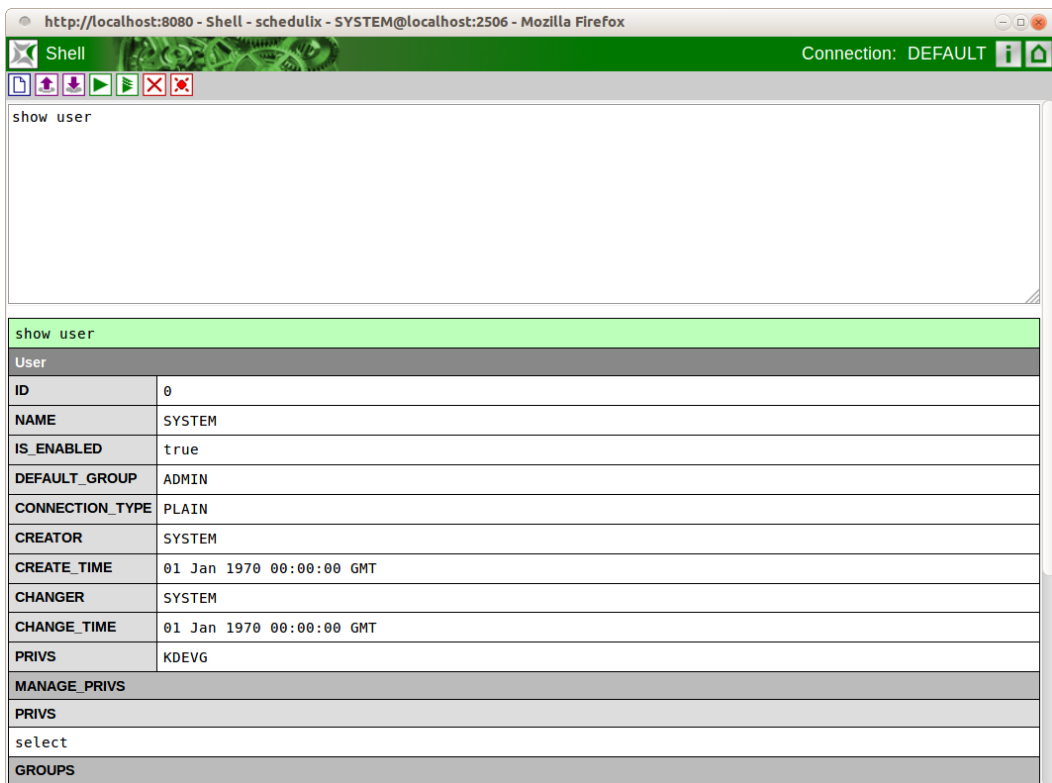 http://localhost:8080 - Shell - schedulix - SYSTEM@localhost:2506 - Mozilla Firefox
Shell Connection: DEFAULT
show user
show user
User
ID 0
NAME SYSTEM
IS_ENABLED true
DEFAULT_GROUP ADMIN
CONNECTION_TYPE PLAIN
CREATOR SYSTEM
CREATE_TIME 01 Jan 1970 00:00:00 GMT
CHANGER SYSTEM
CHANGE_TIME 01 Jan 1970 00:00:00 GMT
PRIVS KDEVG
MANAGE_PRIVS
PRIVS
select
GROUPS